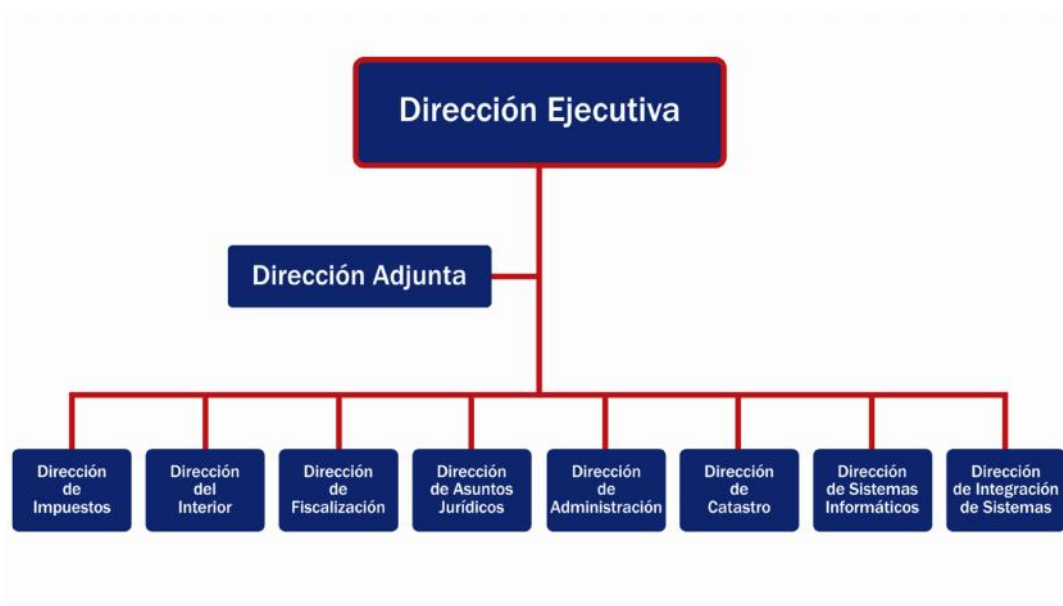 Dirección Ejecutiva
Dirección Adjunta
Dirección
de
Impuestos
Dirección
del
Interior
Dirección
de
Fiscalización
Dirección
de Asuntos
Jurídicos
Dirección
de
Administración
Dirección
de
Catastro
Dirección
de Sistemas
Informáticos
Dirección
de Integración
de Sistemas